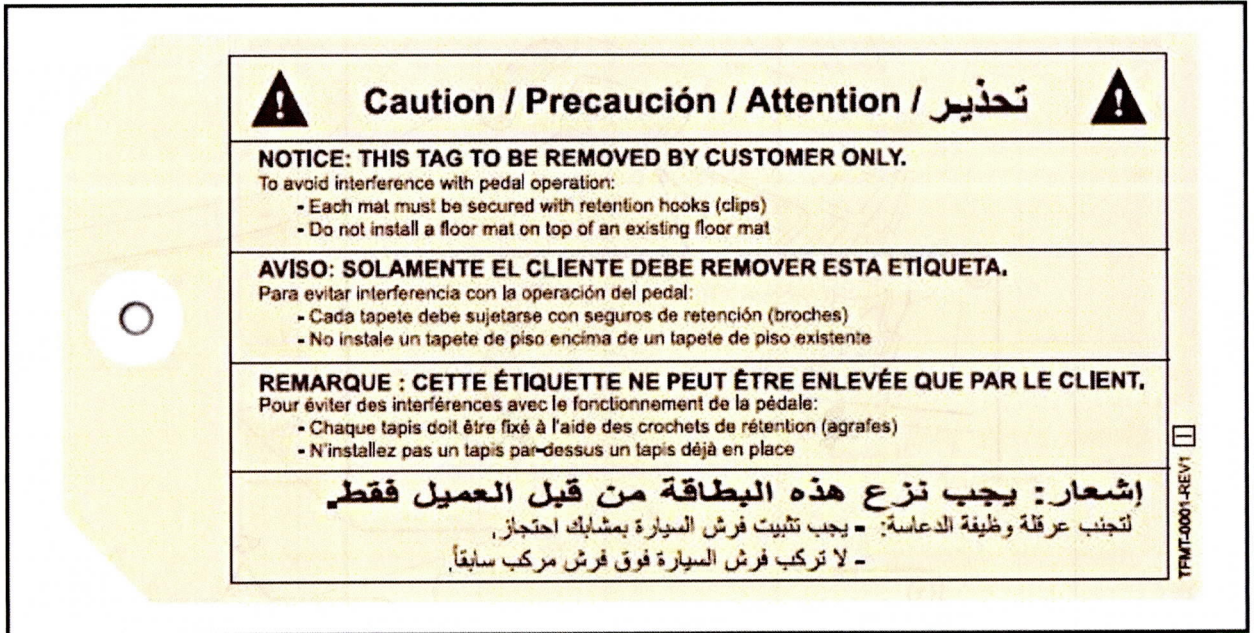 Caution / Precaución / Attention / تحذير
NOTICE: THIS TAG TO BE REMOVED BY CUSTOMER ONLY.
To avoid interference with pedal operation:
- Each mat must be secured with retention hooks (clips)
- Do not install a floor mat on top of an existing floor mat
AVISO: SOLAMENTE EL CLIENTE DEBE REMOVER ESTA ETIQUETA.
Para evitar interferencia con la operación del pedal:
- Cada tapete debe sujetarse con seguros de retención (broches)
- No instale un tapete de piso encima de un tapete de piso existente
REMARQUE : CETTE ÉTIQUETTE NE PEUT ÊTRE ENLEVÉE QUE PAR LE CLIENT.
Pour éviter des interférences avec le fonctionnement de la pédale:
- Chaque tapis doit être fixé à l'aide des crochets de rétention (agrafes)
- N'installez pas un tapis par-dessus un tapis déjà en place
إشعار: يجب نزع هذه البطاقة من قبل العميل فقط.
لتجنب عرقلة وظيفة الدعاسة: - يجب تثبيت فرش السيارة بمشابك احتجاز.
- لا تركب فرش السيارة فوق فرش مركب سابقاً.
TFMT-0001-REV1